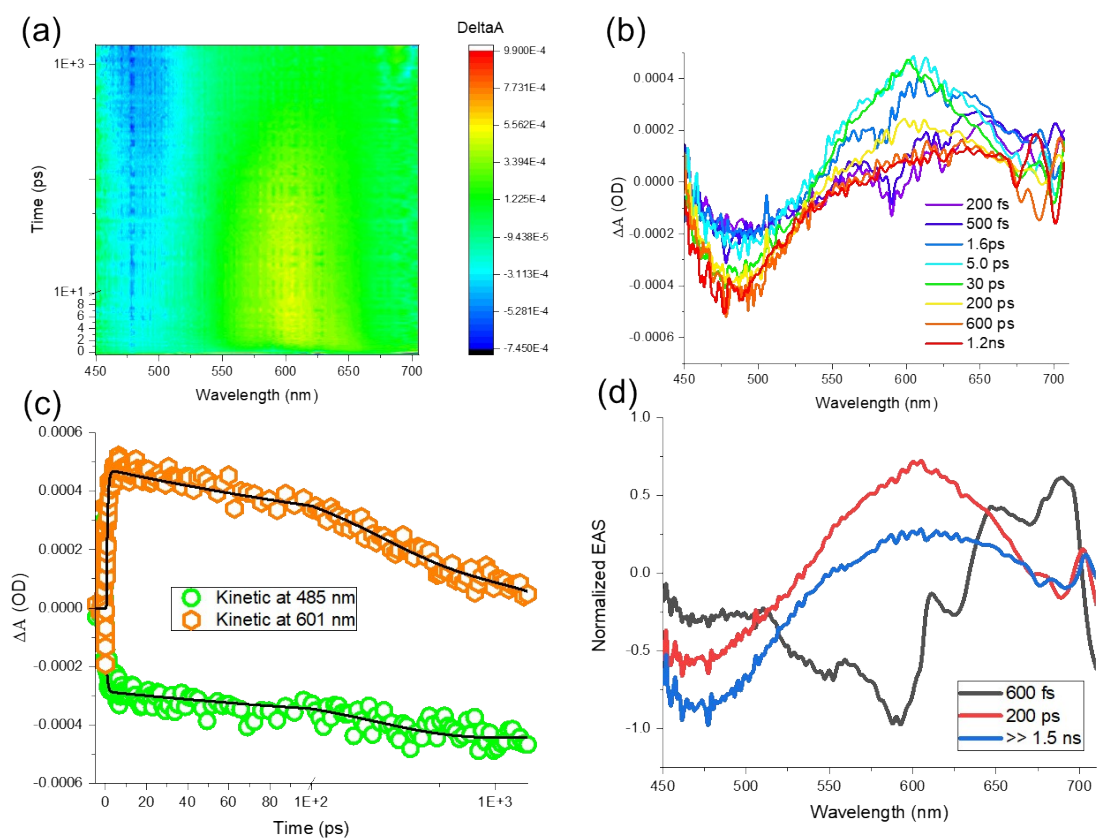 (a)
DeltaA
1E+3
1E+1
8
6
4
2
0
Time (ps)
450 500 550 600 650 700
Wavelength (nm)
9.900E-4
7.731E-4
5.562E-4
3.394E-4
1.225E-4
-9.438E-5
-3.113E-4
-5.281E-4
-7.450E-4
(b)
0.0004
0.0002
0.0000
-0.0002
-0.0004
-0.0006
ΔA (OD)
200 fs
500 fs
1.6ps
5.0 ps
30 ps
200 ps
600 ps
1.2ns
450 500 550 600 650 700
Wavelength (nm)
(c)
0.0006
0.0004
0.0002
0.0000
-0.0002
-0.0004
-0.0006
ΔA (OD)
Kinetic at 485 nm
Kinetic at 601 nm
0 20 40 60 80 1E+2 1E+3
Time (ps)
(d)
1.0
0.5
0.0
-0.5
-1.0
Normalized EAS
600 fs
200 ps
>> 1.5 ns
450 500 550 600 650 700
Wavelength (nm)